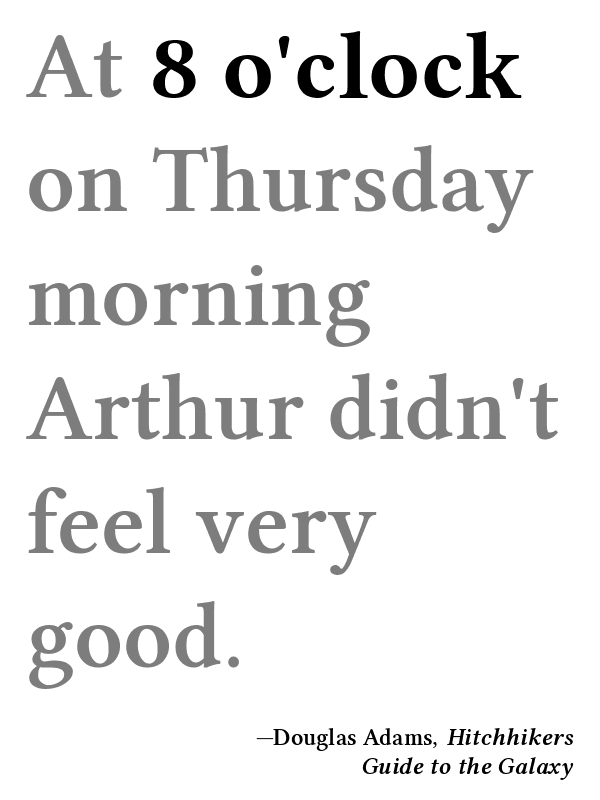 At 8 o'clock
on Thursday
morning
Arthur didn't
feel very
good.
—Douglas Adams, Hitchhikers
Guide to the Galaxy